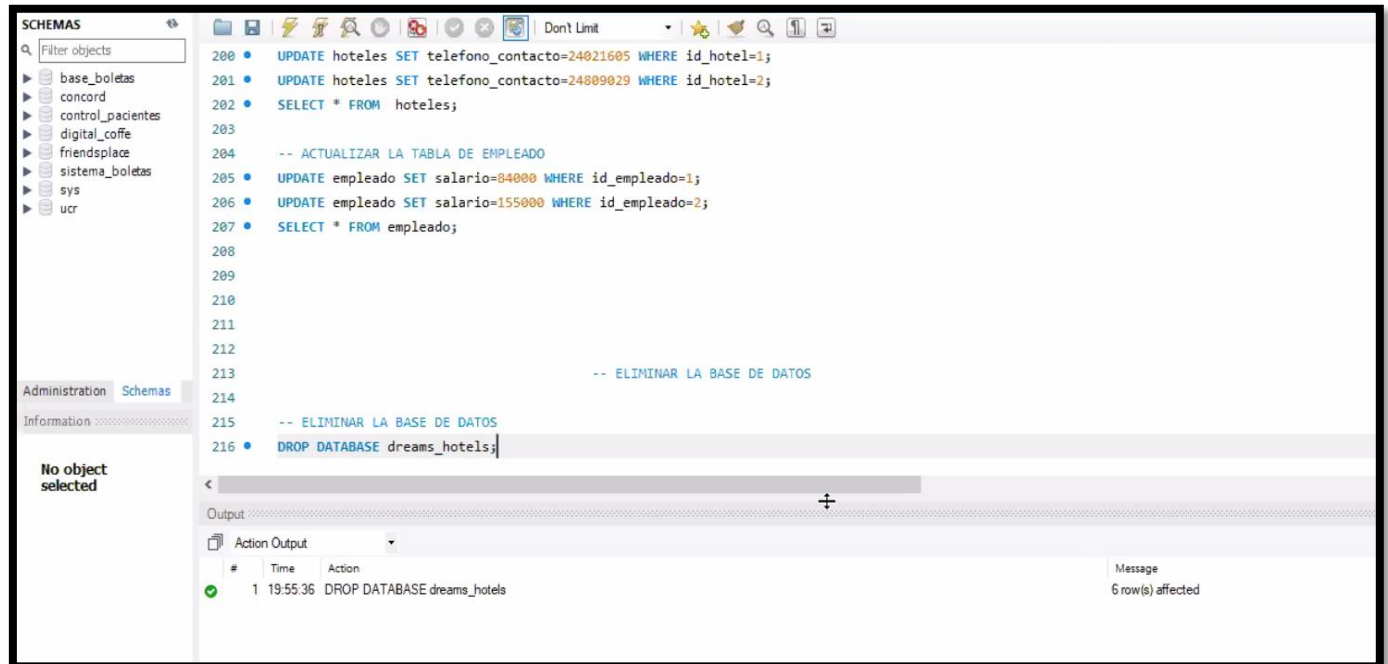 SCHEMAS
Filter objects
base_boletas
concord
control_pacientes
digital_coffe
friendsplace
sistema_boletas
sys
ucr
Administration Schemas
Information
No object
selected
Don't Limit
200 UPDATE hoteles SET telefono_contacto=24021605 WHERE id_hotel=1;
201 UPDATE hoteles SET telefono_contacto=24809029 WHERE id_hotel=2;
202 SELECT * FROM  hoteles;
203
204 -- ACTUALIZAR LA TABLA DE EMPLEADO
205 UPDATE empleado SET salario=84000 WHERE id_empleado=1;
206 UPDATE empleado SET salario=155000 WHERE id_empleado=2;
207 SELECT * FROM empleado;
208
209
210
211
212
213 -- ELIMINAR LA BASE DE DATOS
214
215 -- ELIMINAR LA BASE DE DATOS
216 DROP DATABASE dreams_hotels;
Output
Action Output
# Time Action Message
1 19:55:36 DROP DATABASE dreams_hotels 6 row(s) affected